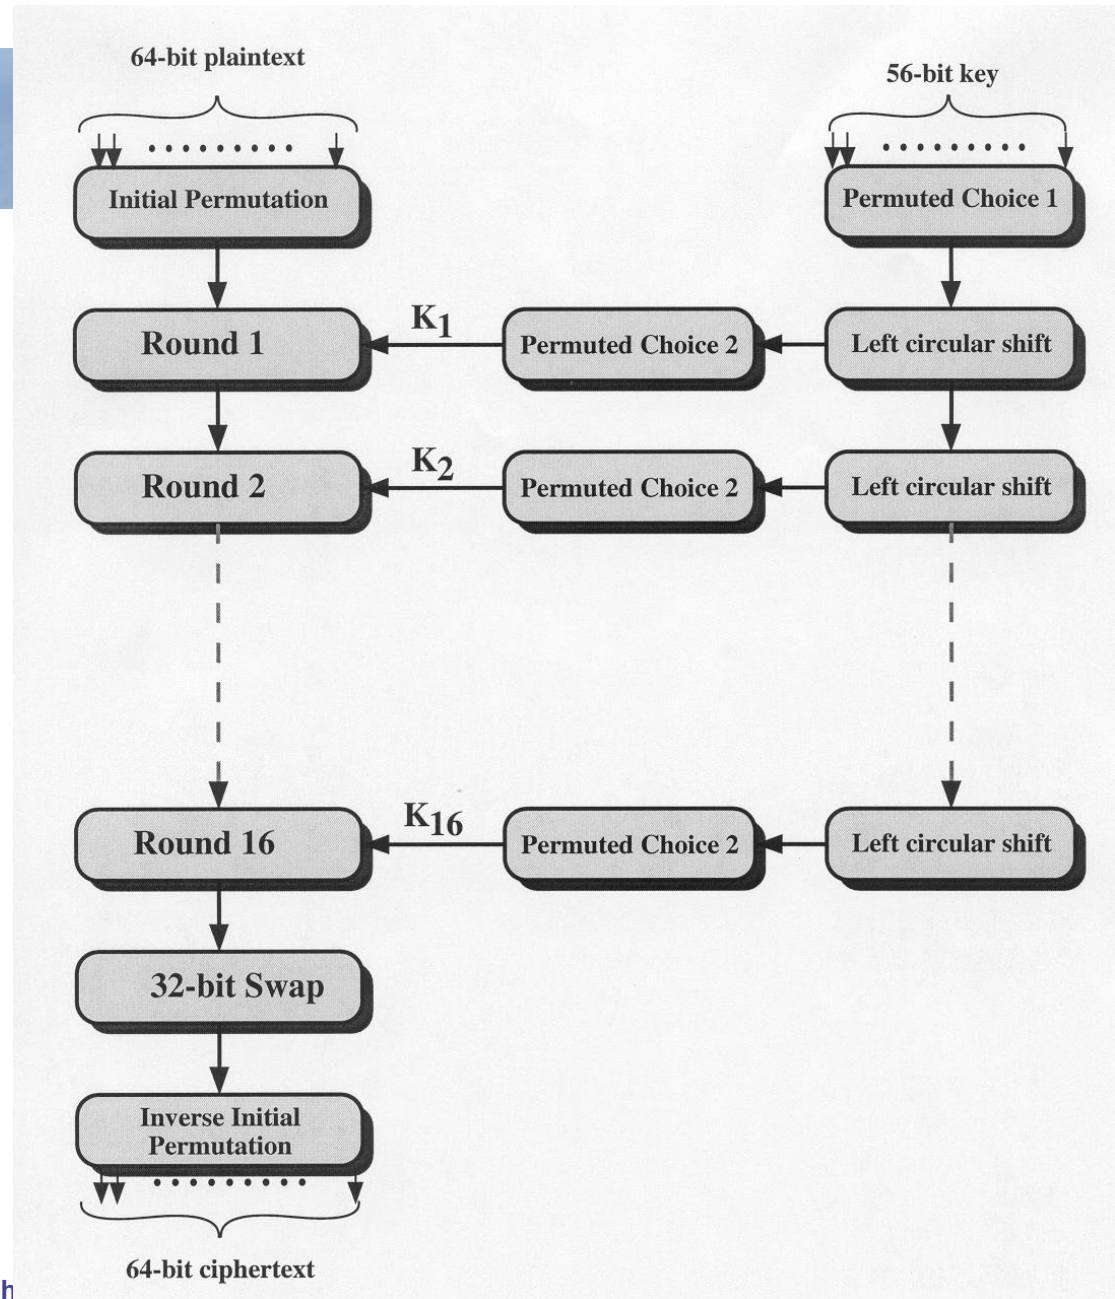 64-bit plaintext
56-bit key
Initial Permutation
Permuted Choice 1
Round 1
K1
Permuted Choice 2
Left circular shift
Round 2
K2
Permuted Choice 2
Left circular shift
Round 16
K16
Permuted Choice 2
Left circular shift
32-bit Swap
Inverse Initial
Permutation
64-bit ciphertext
h